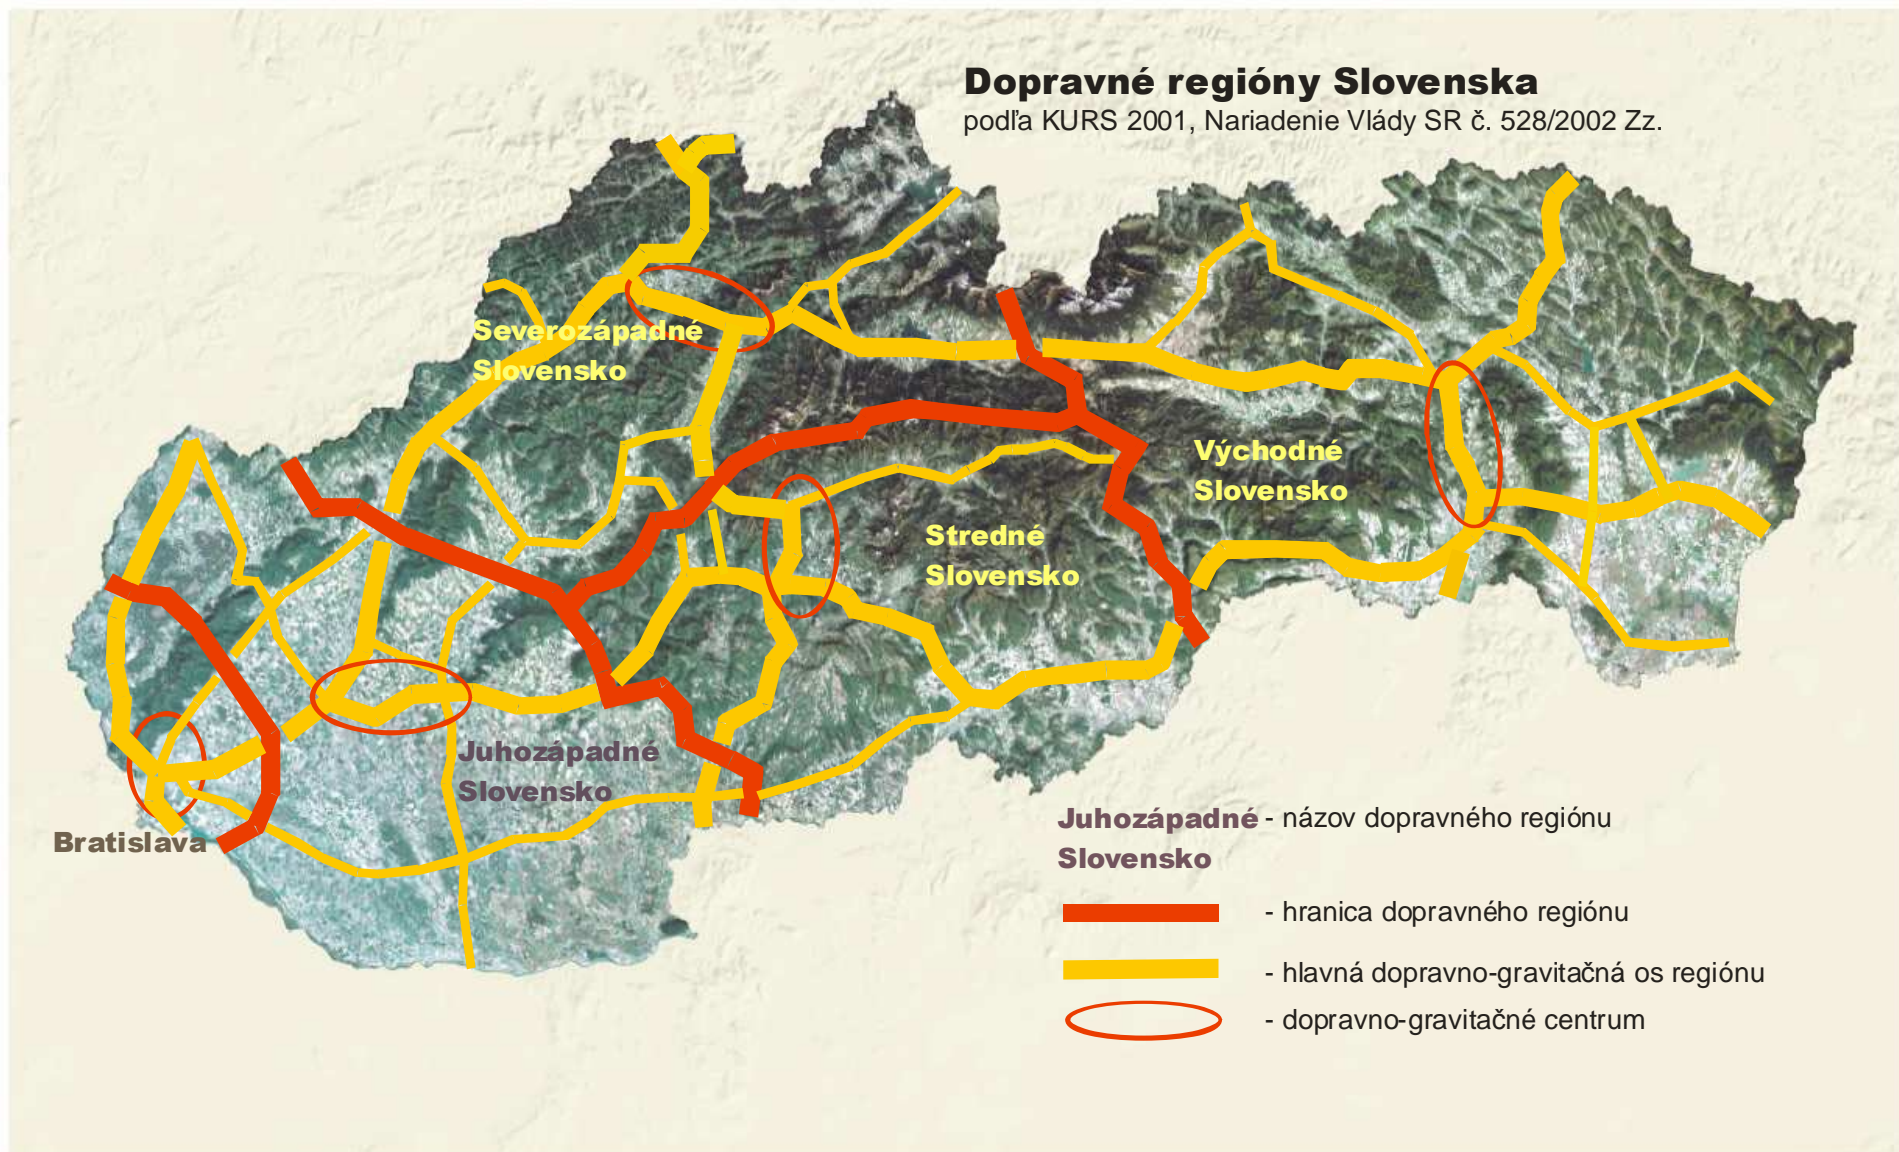 Dopravné regióny Slovenska
podľa KURS 2001, Nariadenie Vlády SR č. 528/2002 Zz.
Severozápadné
Slovensko
Východné
Slovensko
Stredné
Slovensko
Juhozápadné
Slovensko
Bratislava
Juhozápadné - názov dopravného regiónu
Slovensko
- hranica dopravného regiónu
- hlavná dopravno-gravitačná os regiónu
- dopravno-gravitačné centrum